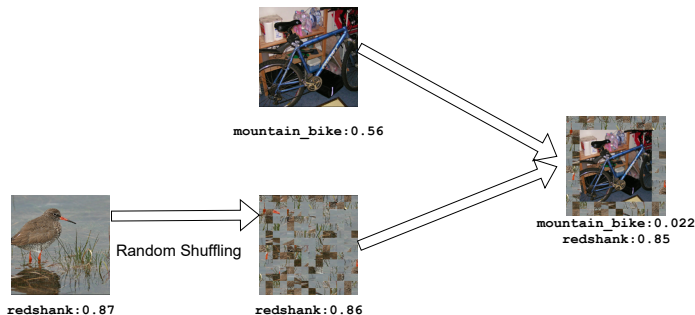 mountain_bike:0.56
Random Shuffling
redshank:0.87
redshank:0.86
mountain_bike:0.022
redshank:0.85